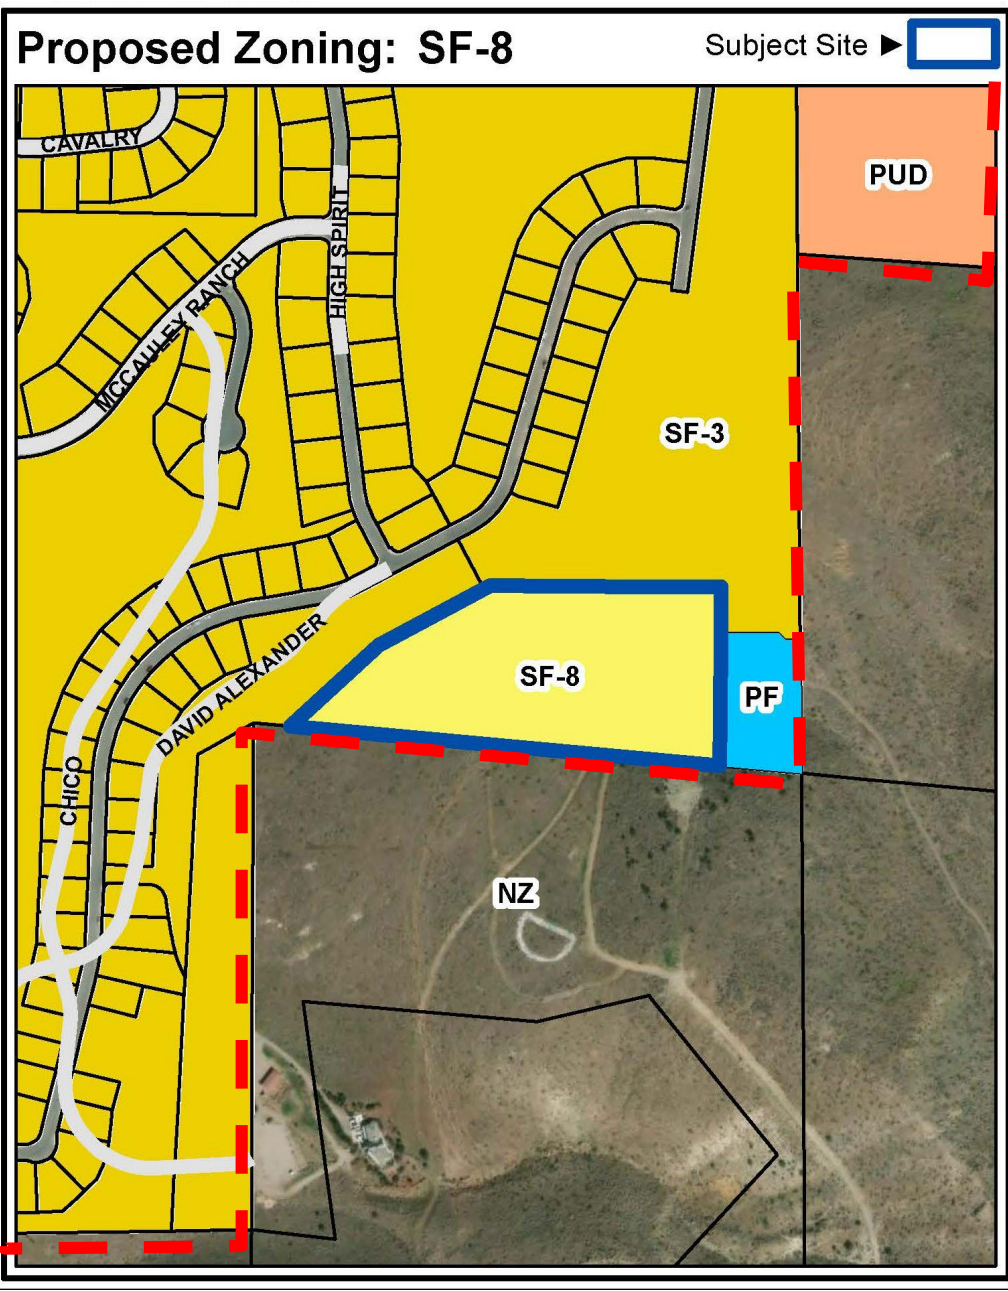 Proposed Zoning: SF-8
Subject Site ▶
CAVALRY
PUD
HIGH SPIRIT
MCCAULEY RANCH
SF-3
SF-8
PF
DAVID ALEXANDER
CHICO
NZ